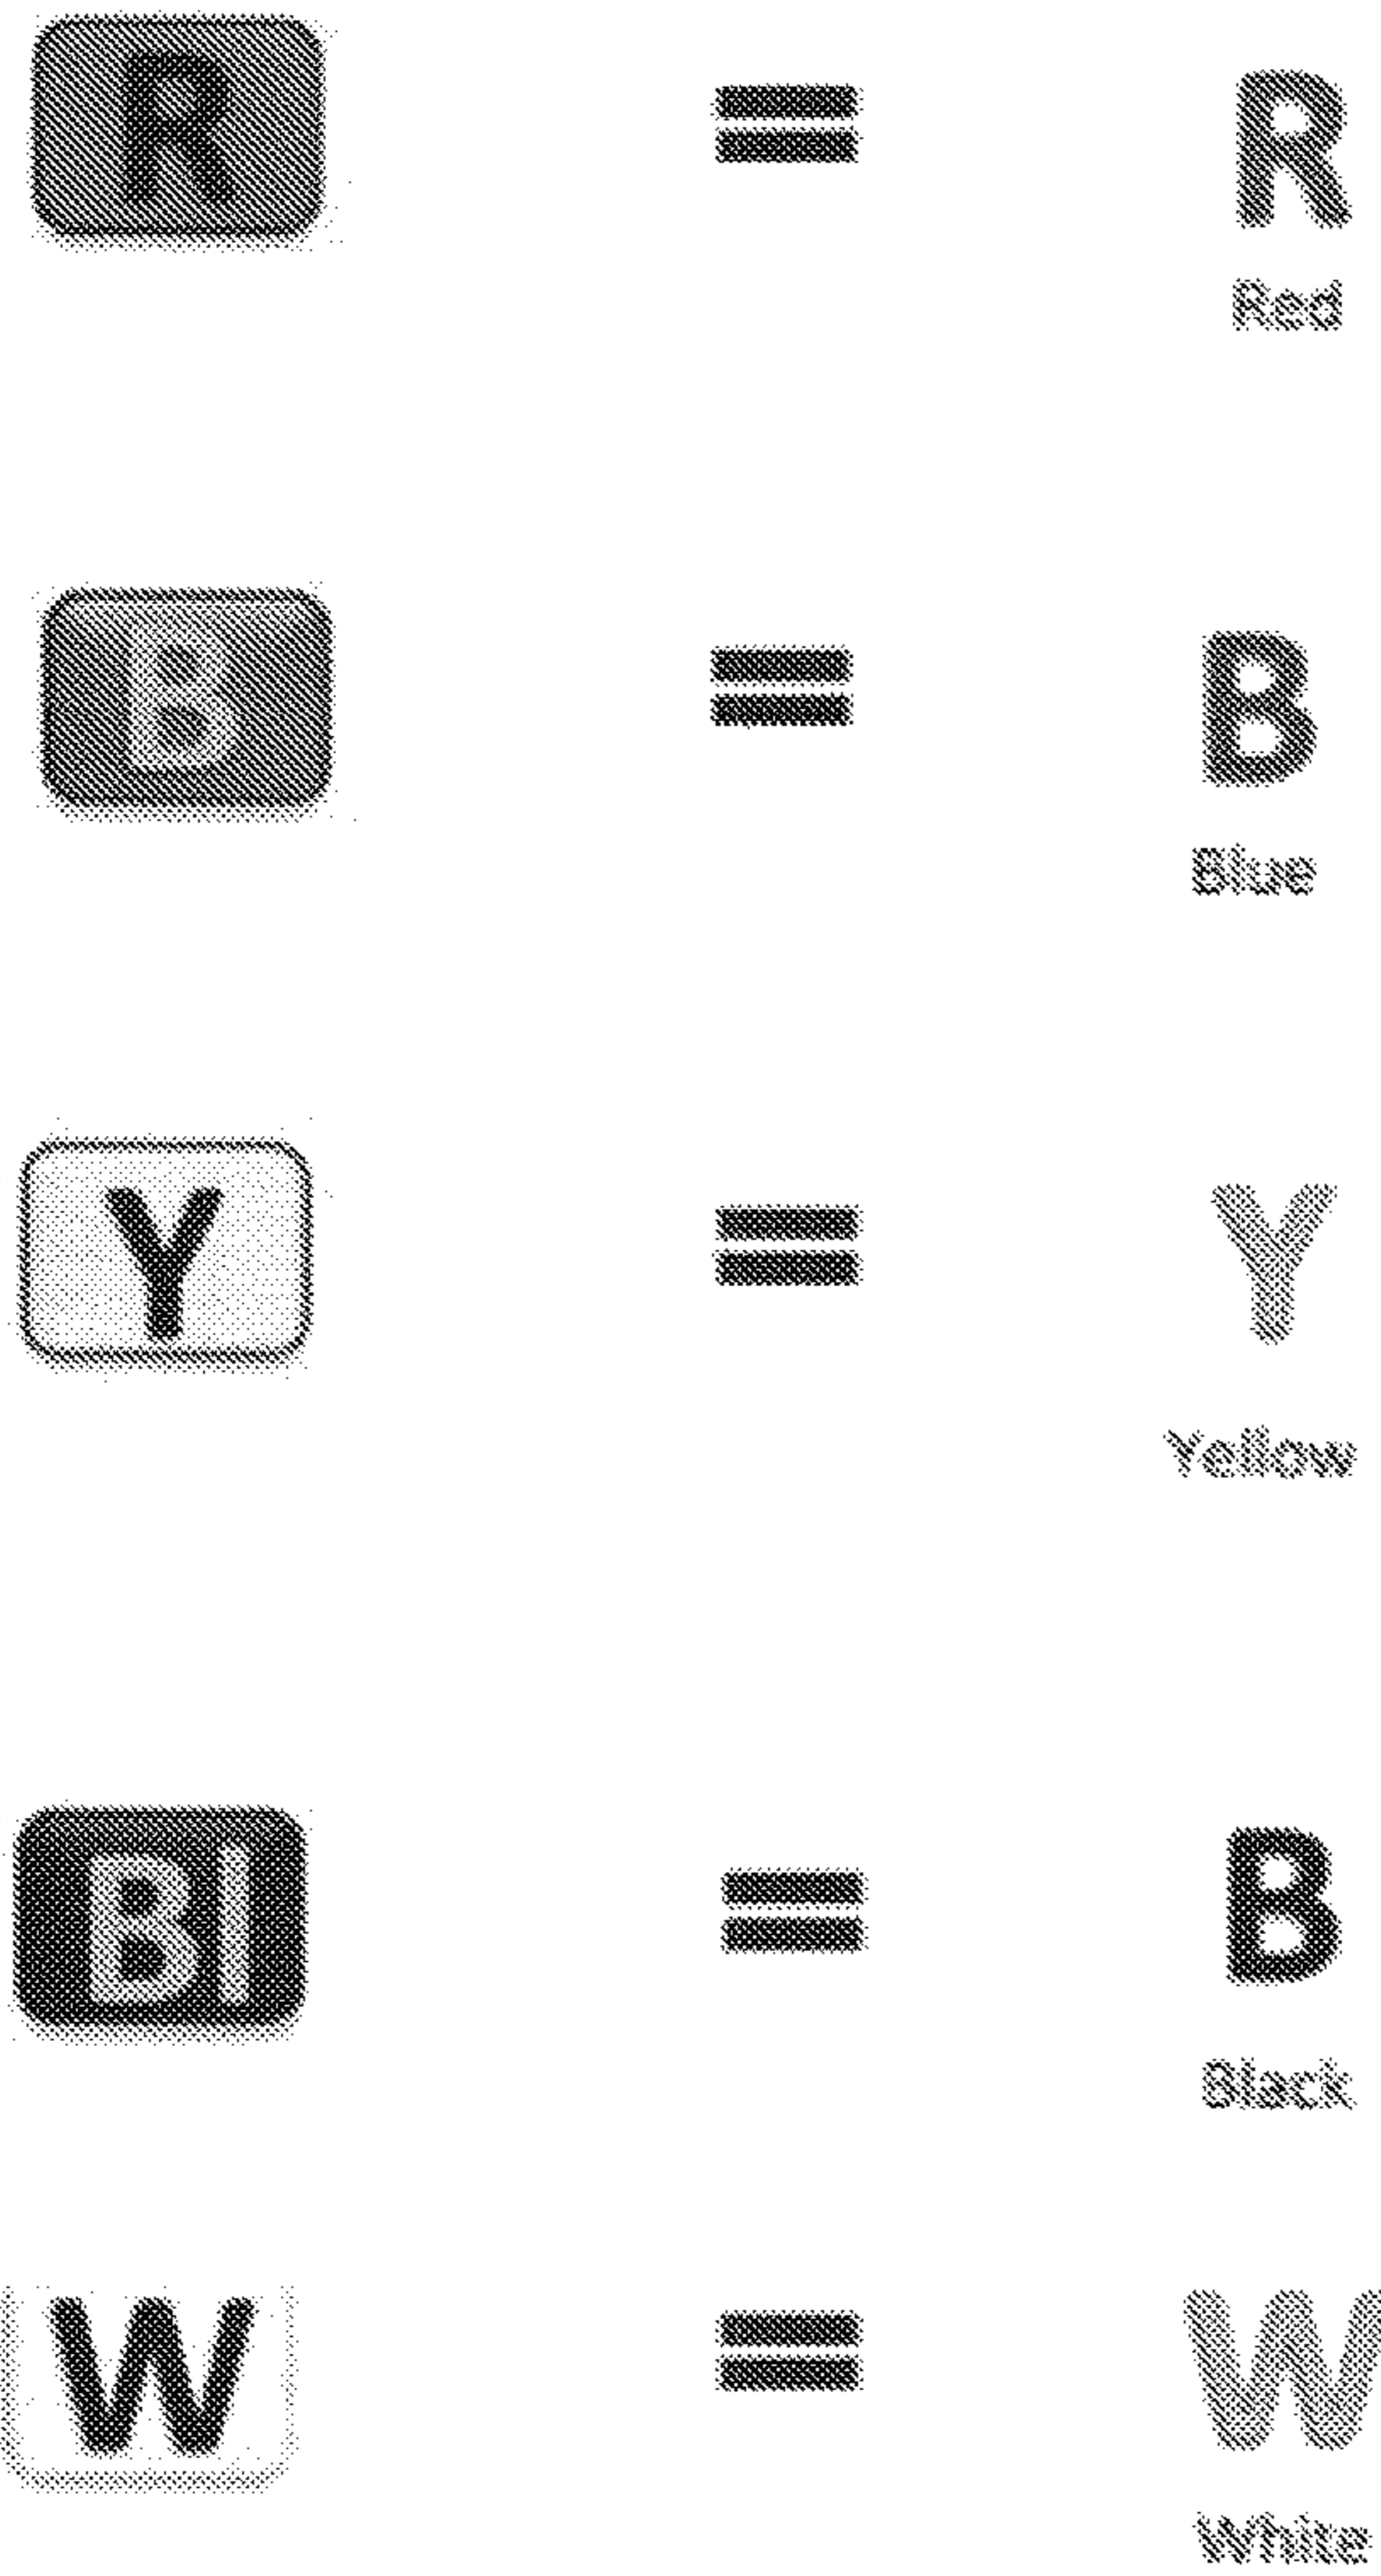 R = R
Red
B = B
Blue
Y = Y
Yellow
Bl = B
Black
W = W
White